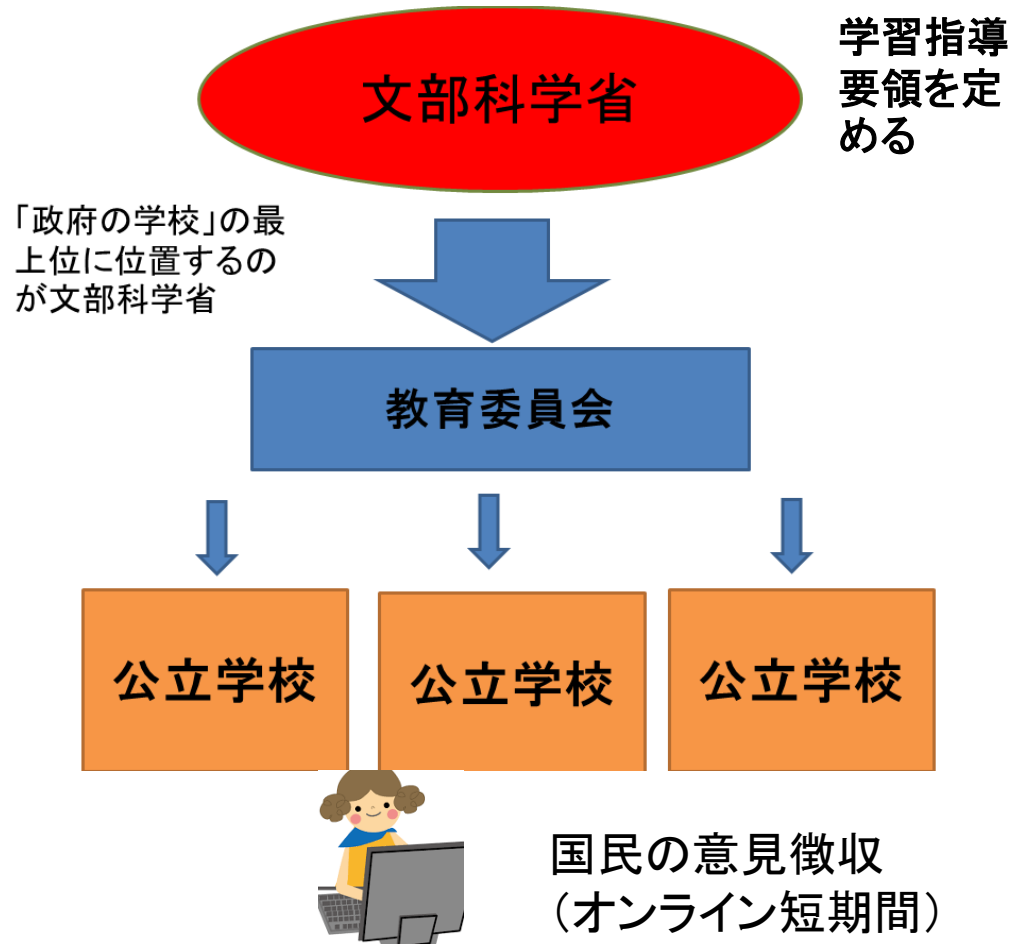 文部科学省
学習指導
要領を定
める
「政府の学校」の最
上位に位置するの
が文部科学省
教育委員会
公立学校
公立学校
公立学校
国民の意見徴収
（オンライン短期間）